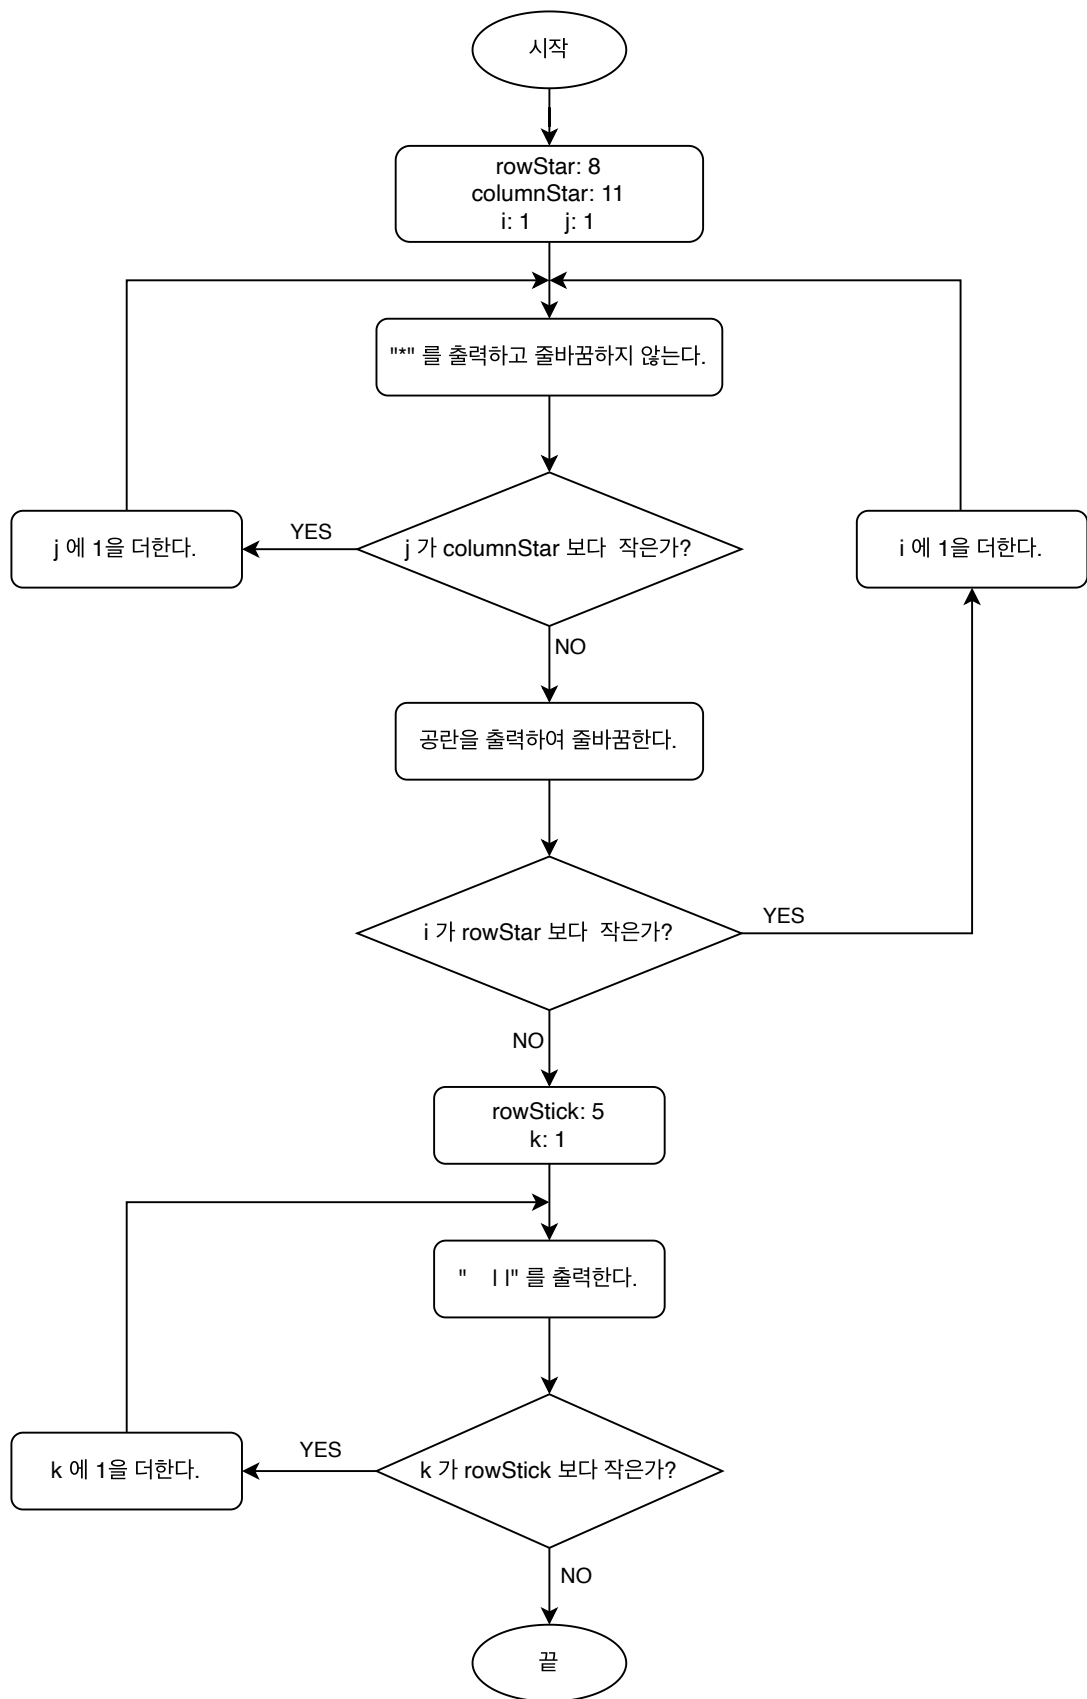 시작
rowStar: 8
columnStar: 11
i: 1 j: 1
"*" 를 출력하고 줄바꿈하지 않는다.
YES
j 에 1을 더한다.
j 가 columnStar 보다 작은가?
i 에 1을 더한다.
NO
공란을 출력하여 줄바꿈한다.
i 가 rowStar 보다 작은가?
YES
NO
rowStick: 5
k: 1
" | |" 를 출력한다.
k 에 1을 더한다.
YES
k 가 rowStick 보다 작은가?
NO
끝